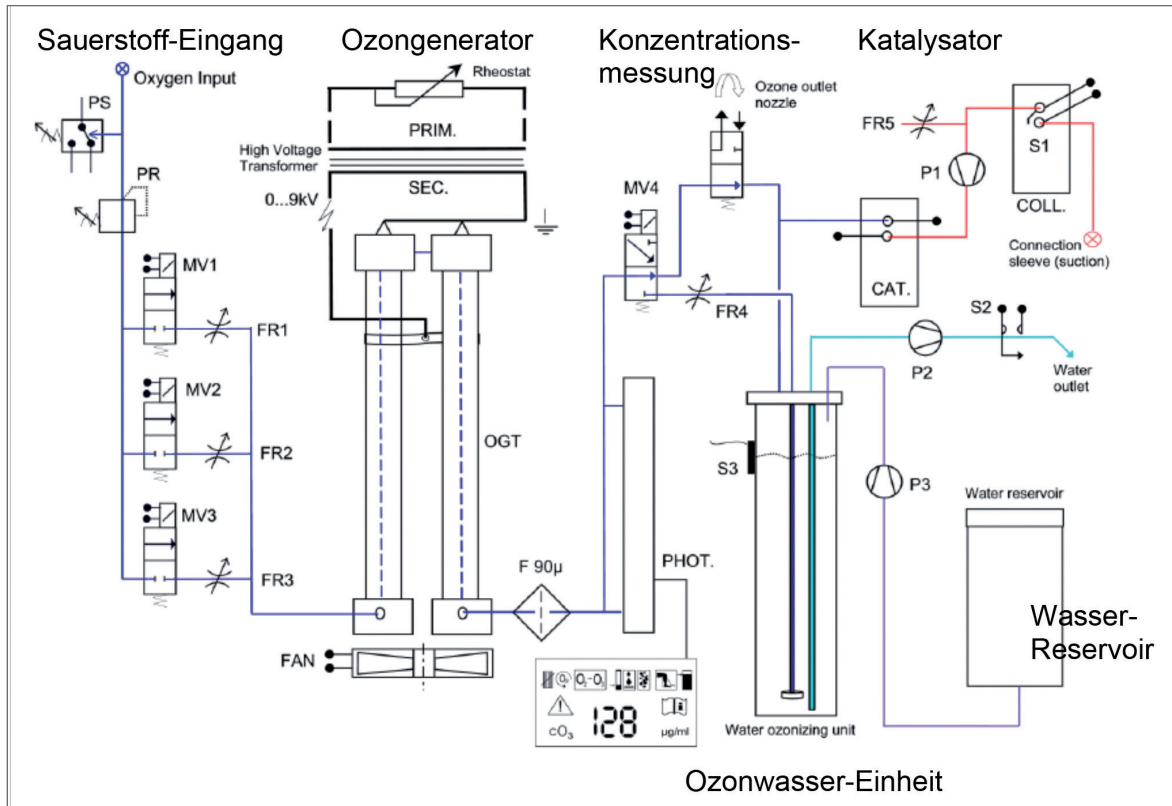 Sauerstoff-Eingang
Ozongenerator
Konzentrations-
messung
Katalysator
Oxygen Input
PS
PR
MV1
FR1
MV2
FR2
MV3
FR3
Rheostat
PRIM.
High Voltage
Transformer
SEC.
0...9kV
OGT
FAN
F 90µ
Ozone outlet
nozzle
MV4
FR4
PHOT.
O₂-O₃
O₂
cO₃
128
µg/ml
i
FR5
P1
S1
COLL.
Connection
sleeve (suction)
CAT.
S2
P2
Water
outlet
S3
P3
Water reservoir
Wasser-
Reservoir
Water ozonizing unit
Ozonwasser-Einheit